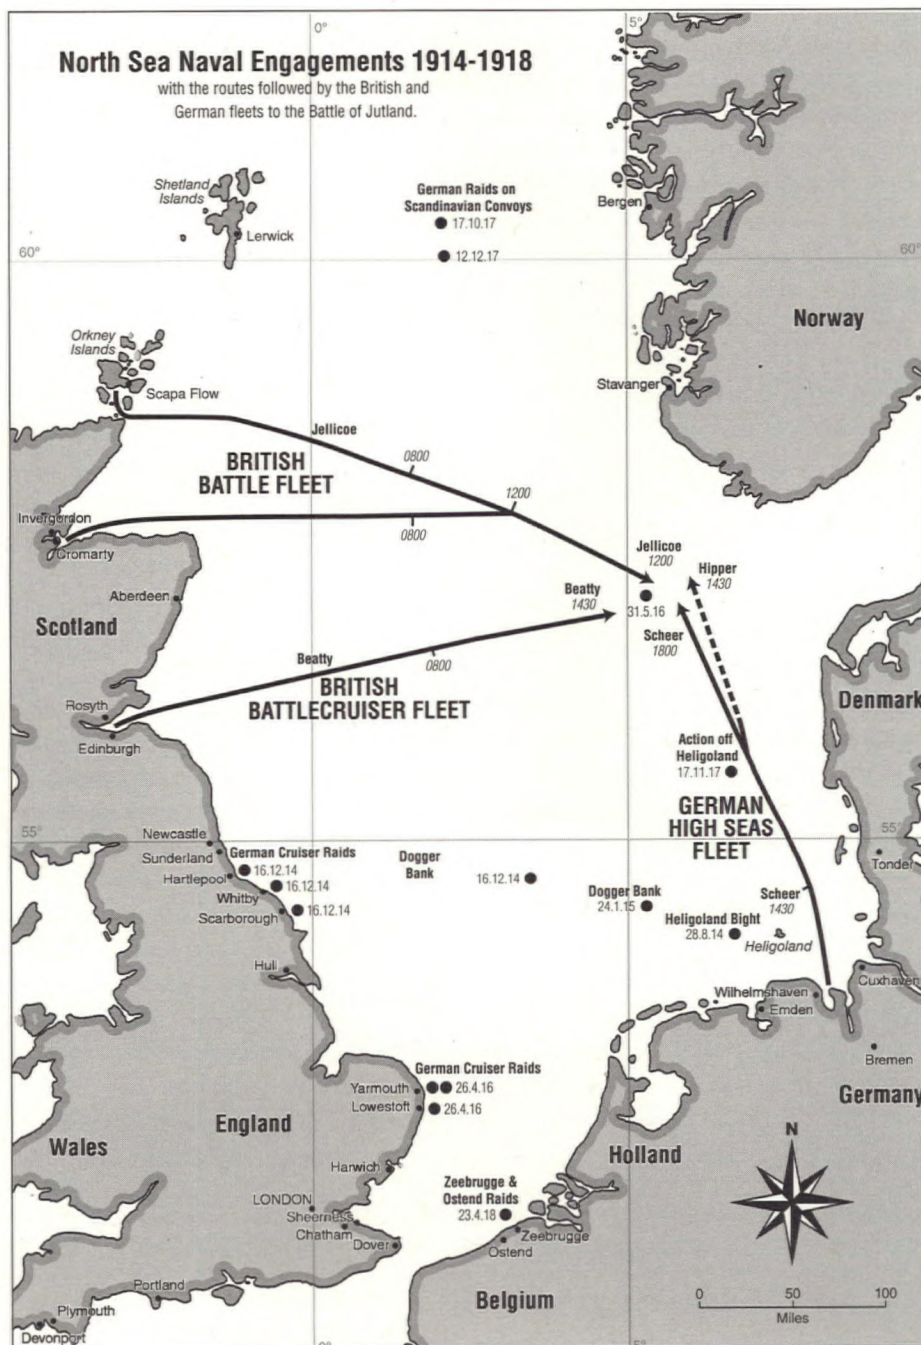 0°
5°
North Sea Naval Engagements 1914-1918
with the routes followed by the British and
German fleets to the Battle of Jutland.
Shetland
Islands
Lerwick
German Raids on
Scandinavian Convoys
17.10.17
12.12.17
Bergen
60°
60°
Norway
Orkney
Islands
Scapa Flow
Stavanger
Jellicoe
BRITISH
BATTLE FLEET
0800
1200
0800
Invergordon
Cromarty
Jellicoe
1200
Hipper
1430
Beatty
1430
31.5.16
Scheer
1800
Aberdeen
Scotland
Beatty
0800
BRITISH
BATTLECRUISER FLEET
Rosyth
Edinburgh
Denmark
Action off
Heligoland
17.11.17
GERMAN
HIGH SEAS
FLEET
55°
55°
Newcastle
Sunderland
Hartlepool
Whitby
Scarborough
German Cruiser Raids
16.12.14
16.12.14
16.12.14
Dogger
Bank
16.12.14
Dogger Bank
24.1.15
Tonder
Scheer
1430
Heligoland Bight
28.8.14
Heligoland
Hull
Cuxhaven
Wilhelmshaven
Emden
Bremen
German Cruiser Raids
Yarmouth
26.4.16
Lowestoft
26.4.16
Germany
England
Wales
Holland
N
Harwich
Zeebrugge &
Ostend Raids
23.4.18
LONDON
Sheerness
Chatham
Dover
Zeebrugge
Ostend
Portland
Plymouth
Devonport
Belgium
0 50 100
Miles
0°
5°